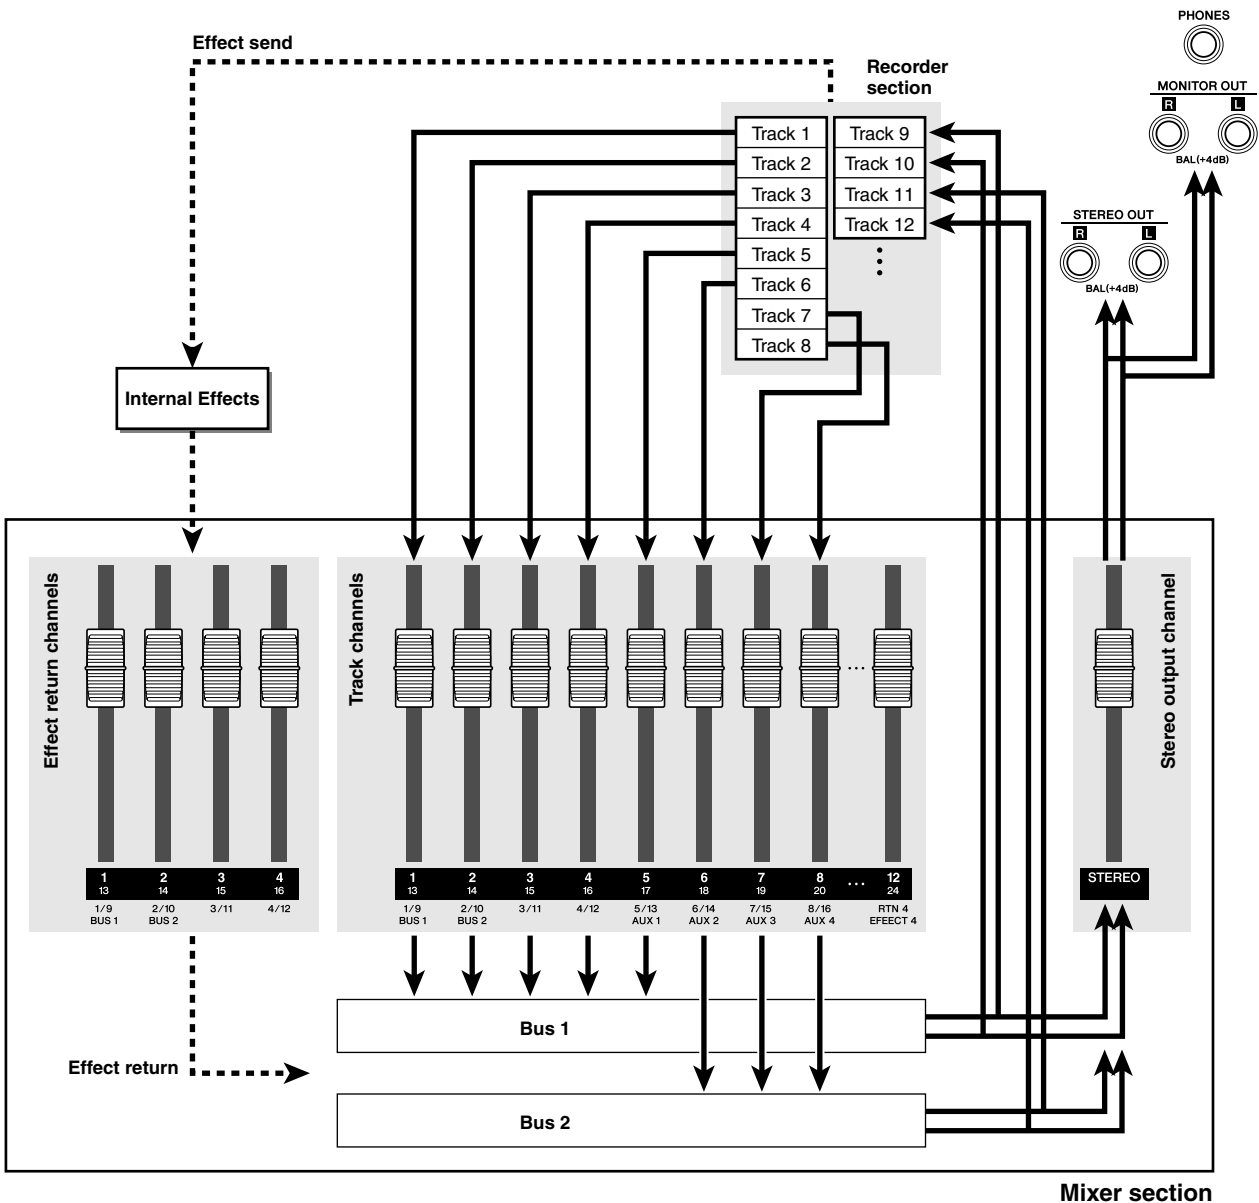 PHONES
Effect send
Recorder
section
MONITOR OUT
R
L
BAL(+4dB)
Track 1
Track 2
Track 3
Track 4
Track 5
Track 6
Track 7
Track 8
Track 9
Track 10
Track 11
Track 12
STEREO OUT
R
L
BAL(+4dB)
Internal Effects
Effect return channels
1 2 3 4
13 14 15 16
1/9 2/10 3/11 4/12
BUS 1 BUS 2
Track channels
...
1 2 3 4 5 6 7 8 ... 12
13 14 15 16 17 18 19 20 24
1/9 2/10 3/11 4/12 5/13 6/14 7/15 8/16 RTN 4
BUS 1 BUS 2 AUX 1 AUX 2 AUX 3 AUX 4 EFEECT 4
Stereo output channel
STEREO
Bus 1
Effect return
Bus 2
Mixer section